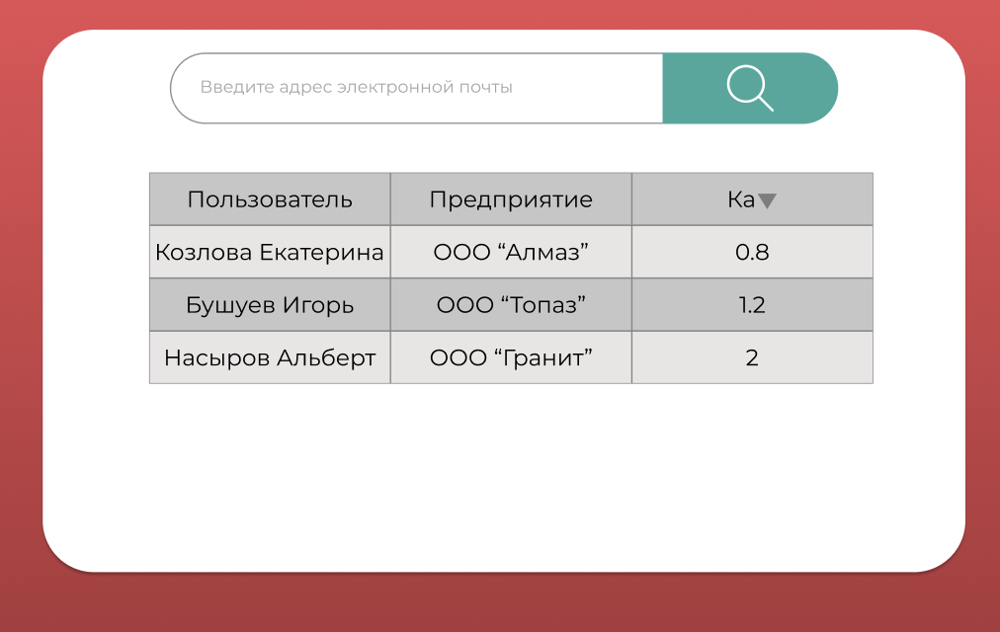 Введите адрес электронной почты
Пользователь Предприятие Ка
Козлова Екатерина ООО “Алмаз” 0.8
Бушуев Игорь ООО “Топаз” 1.2
Насыров Альберт ООО “Гранит” 2